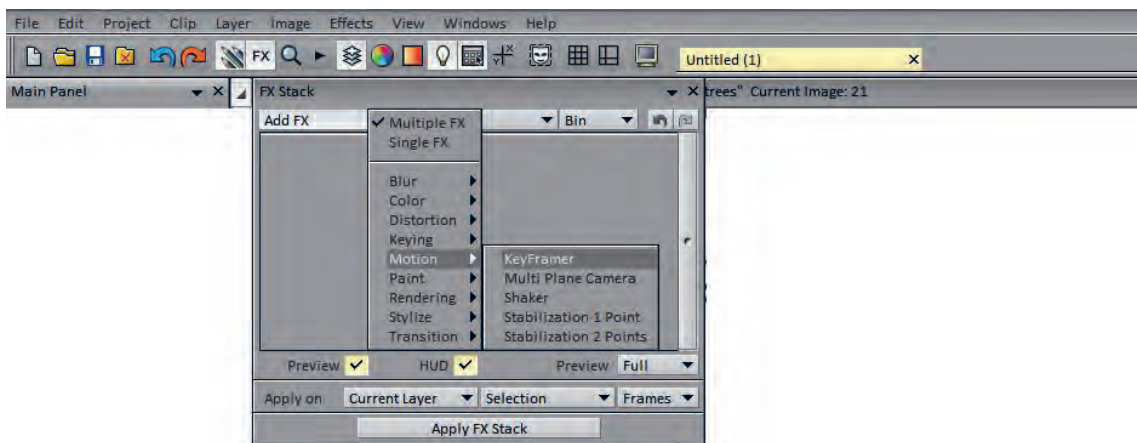 File Edit Project Clip Layer Image Effects View Windows Help
FX
Untitled (1)
Main Panel
FX Stack
trees" Current Image: 21
Add FX
Bin
Multiple FX
Single FX
Blur
Color
Distortion
Keying
Motion
Paint
Rendering
Stylize
Transition
KeyFramer
Multi Plane Camera
Shaker
Stabilization 1 Point
Stabilization 2 Points
Preview HUD Preview Full
Apply on Current Layer Selection Frames
Apply FX Stack